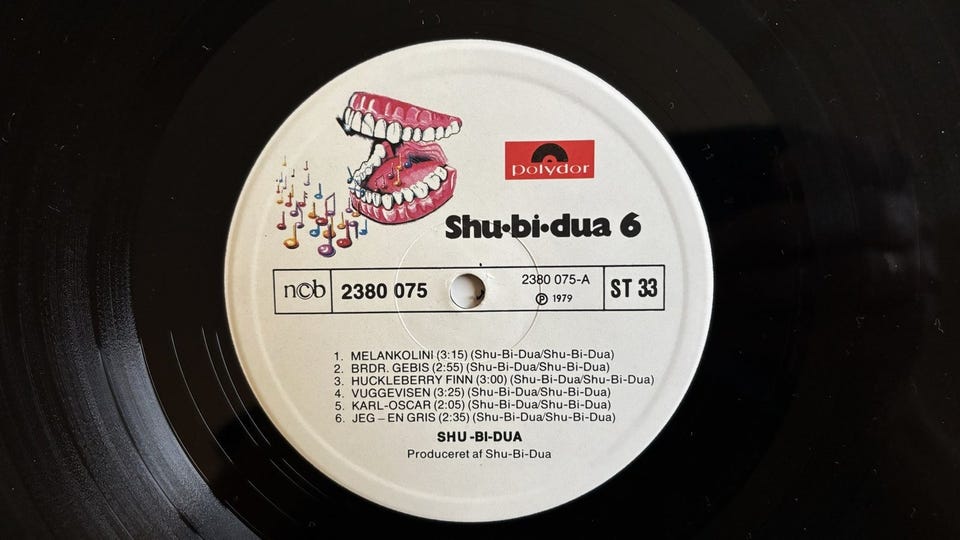 polydor
Shu·bi·dua 6
n©b
2380 075
2380 075-A
℗ 1979
ST 33
1. MELANKOLINI (3:15) (Shu-Bi-Dua/Shu-Bi-Dua)
2. BRDR. GEBIS (2:55) (Shu-Bi-Dua/Shu-Bi-Dua)
3. HUCKLEBERRY FINN (3:00) (Shu-Bi-Dua/Shu-Bi-Dua)
4. VUGGEVISEN (3:25) (Shu-Bi-Dua/Shu-Bi-Dua)
5. KARL-OSCAR (2:05) (Shu-Bi-Dua/Shu-Bi-Dua)
6. JEG – EN GRIS (2:35) (Shu-Bi-Dua/Shu-Bi-Dua)
SHU-BI-DUA
Produceret af Shu-Bi-Dua